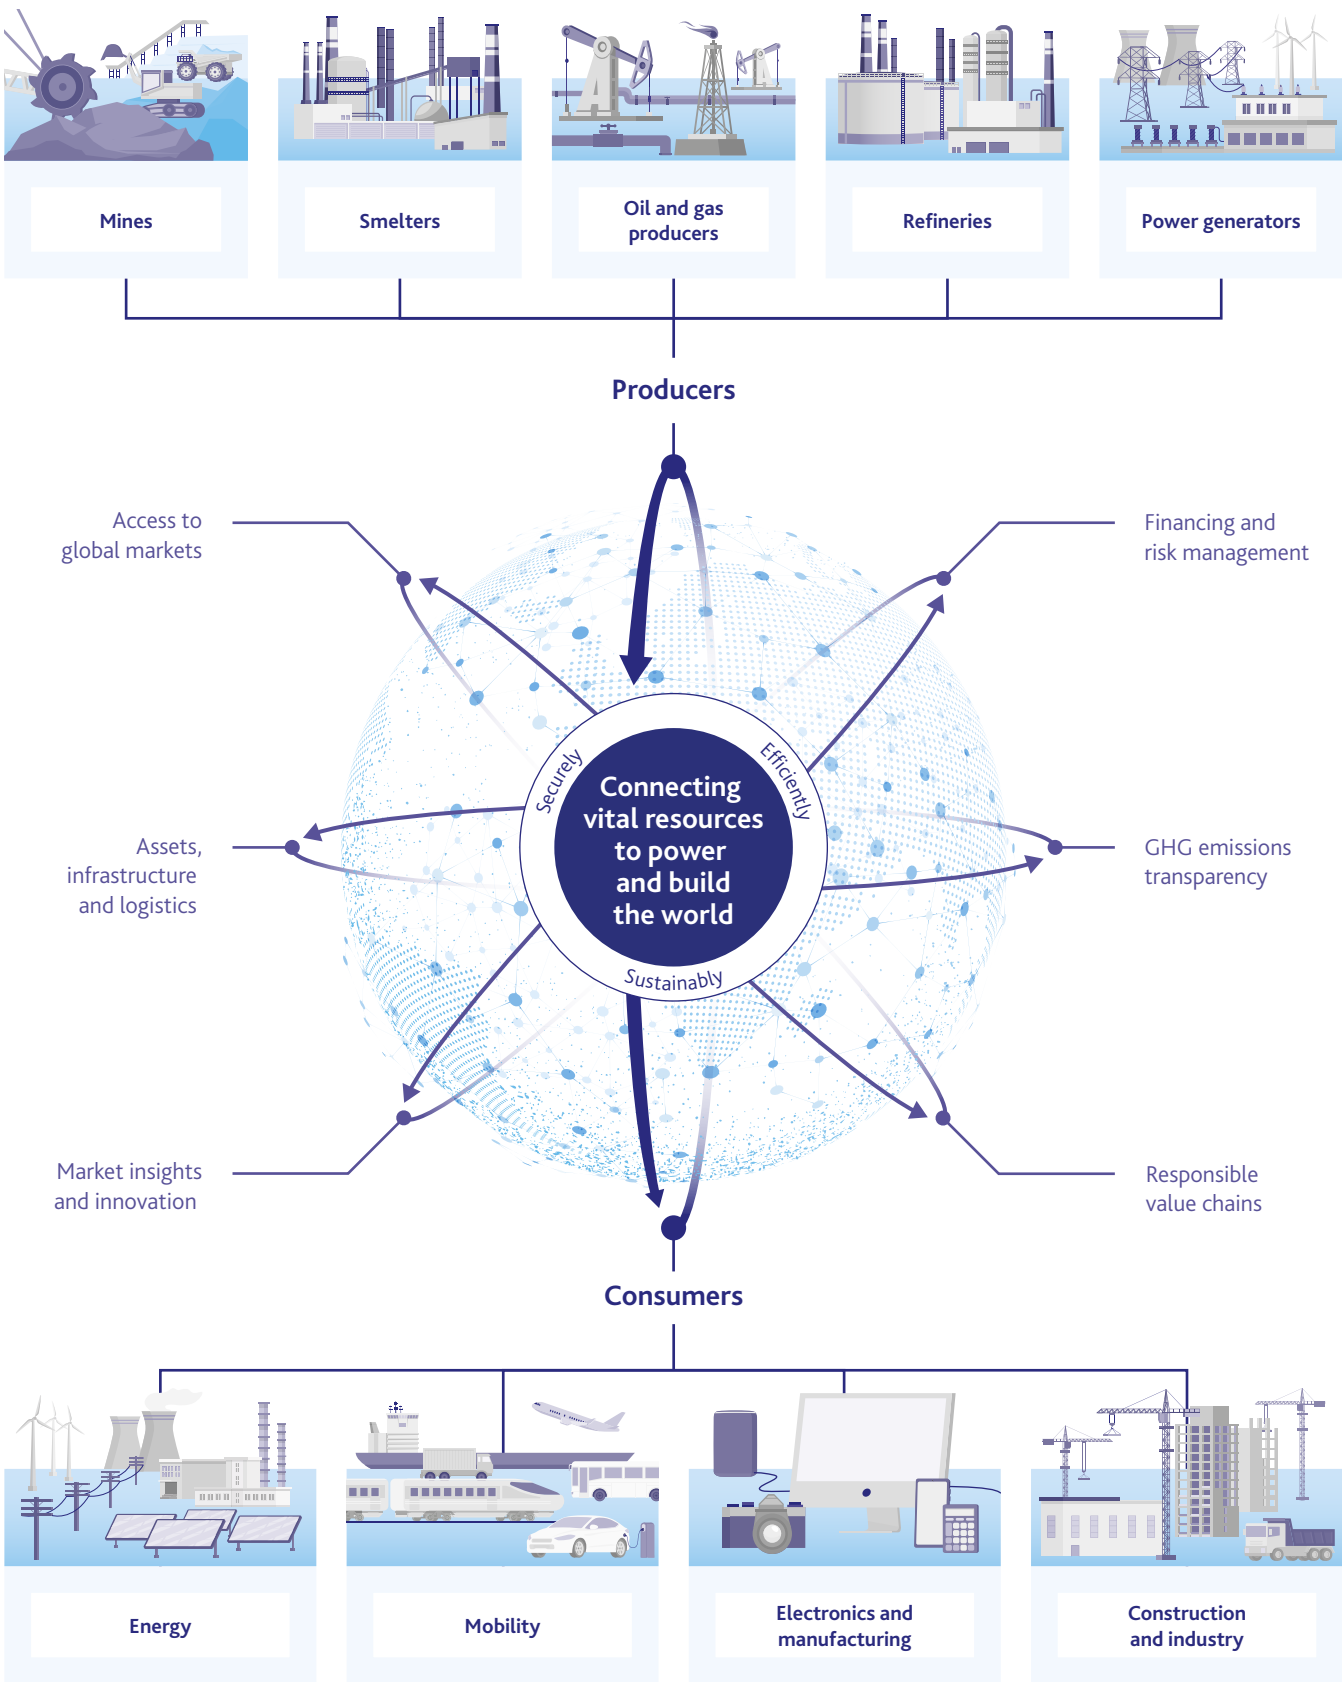 Mines
Smelters
Oil and gas
producers
Refineries
Power generators
Producers
Access to
global markets
Financing and
risk management
Securely
Efficiently
Connecting
vital resources
to power
and build
the world
Sustainably
Assets,
infrastructure
and logistics
GHG emissions
transparency
Market insights
and innovation
Responsible
value chains
Consumers
Energy
Mobility
Electronics and
manufacturing
Construction
and industry